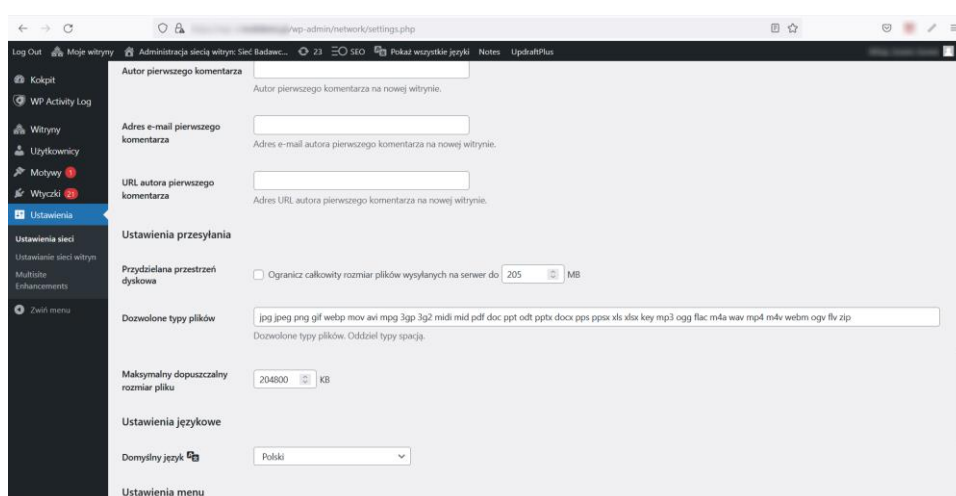 /wp-admin/network/settings.php
Log Out Moje witryny Administracja siecią witryn: Sieć Badawc... 23 SEO Pokaż wszystkie języki Notes UpdraftPlus
Kokpit
WP Activity Log
Witryny
Użytkownicy
Motywy 1
Wtyczki 21
Ustawienia
Ustawienia sieci
Ustawianie sieci witryn
Multisite
Enhancements
Zwiń menu
Autor pierwszego komentarza
Autor pierwszego komentarza na nowej witrynie.
Adres e-mail pierwszego
komentarza
Adres e-mail autora pierwszego komentarza na nowej witrynie.
URL autora pierwszego
komentarza
Adres URL autora pierwszego komentarza na nowej witrynie.
Ustawienia przesyłania
Przydzielana przestrzeń
dyskowa
Ogranicz całkowity rozmiar plików wysyłanych na serwer do 205 MB
Dozwolone typy plików
jpg jpeg png gif webp mov avi mpg 3gp 3g2 midi mid pdf doc ppt odt pptx docx pps ppsx xls xlsx key mp3 ogg flac m4a wav mp4 m4v webm ogv flv zip
Dozwolone typy plików. Oddziel typy spacją.
Maksymalny dopuszczalny
rozmiar pliku
204800 KB
Ustawienia językowe
Domyślny język
Polski
Ustawienia menu